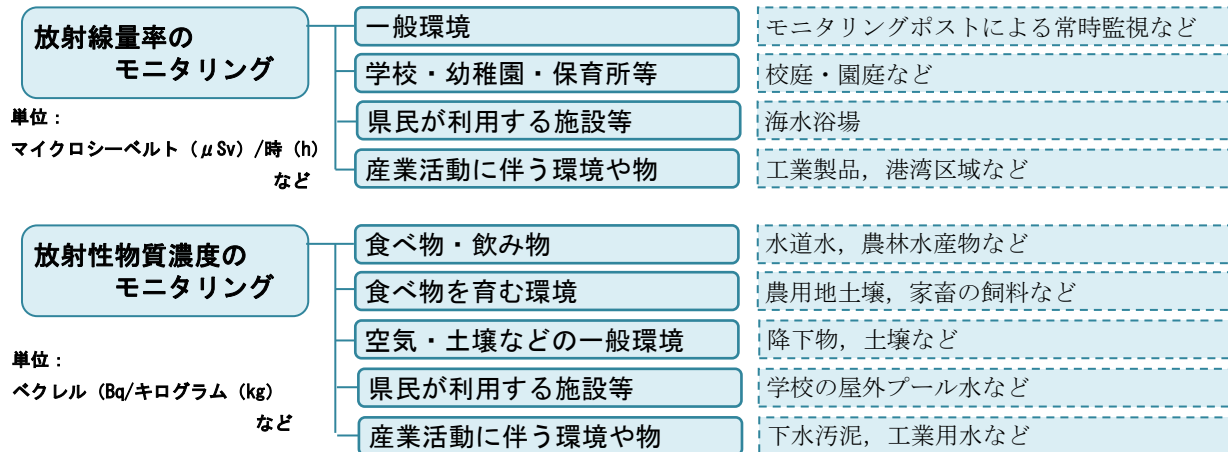 放射線量率の
モニタリング
単位：
マイクロシーベルト（μSv）/時（h）
など
一般環境
モニタリングポストによる常時監視など
学校・幼稚園・保育所等
校庭・園庭など
県民が利用する施設等
海水浴場
産業活動に伴う環境や物
工業製品，港湾区域など
放射性物質濃度の
モニタリング
単位：
ベクレル（Bq/キログラム（kg）
など
食べ物・飲み物
水道水，農林水産物など
食べ物を育む環境
農用地土壌，家畜の飼料など
空気・土壌などの一般環境
降下物，土壌など
県民が利用する施設等
学校の屋外プール水など
産業活動に伴う環境や物
下水汚泥，工業用水など